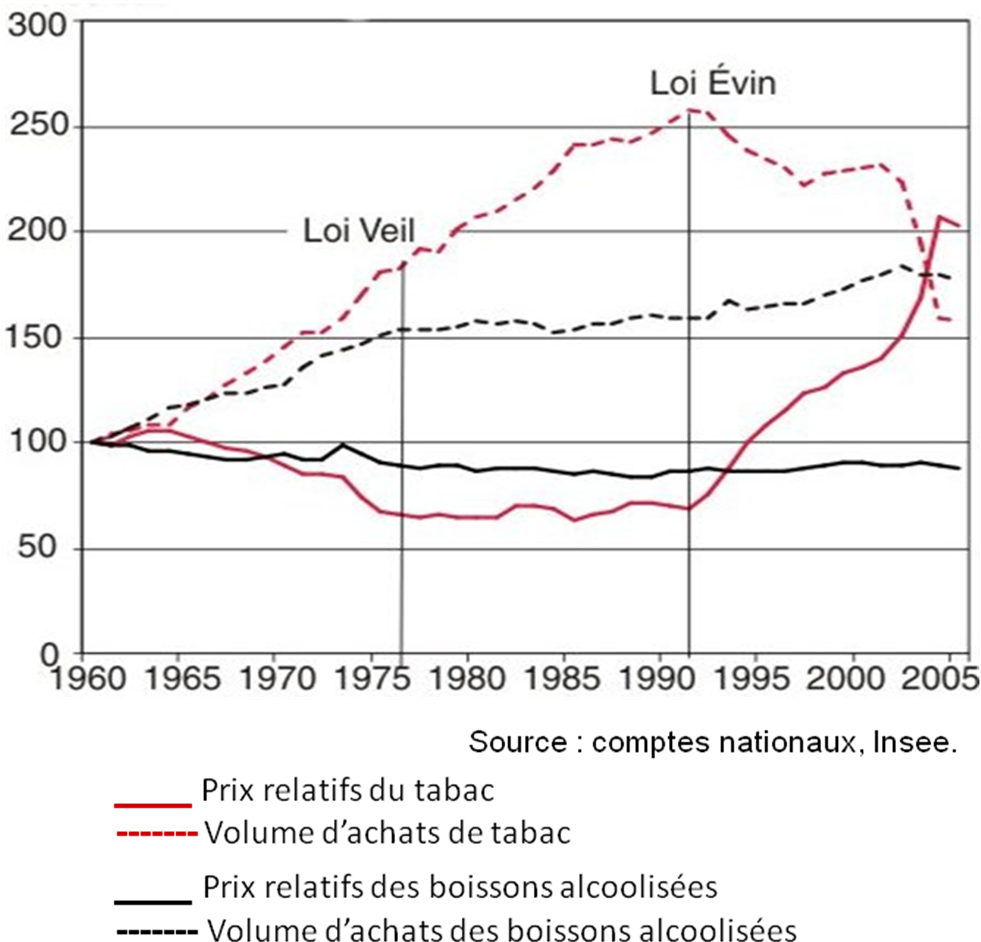 300
Loi Évin
250
Loi Veil
200
150
100
50
0
1960 1965 1970 1975 1980 1985 1990 1995 2000 2005
Source : comptes nationaux, Insee.
Prix relatifs du tabac
Volume d’achats de tabac
Prix relatifs des boissons alcoolisées
Volume d’achats des boissons alcoolisées